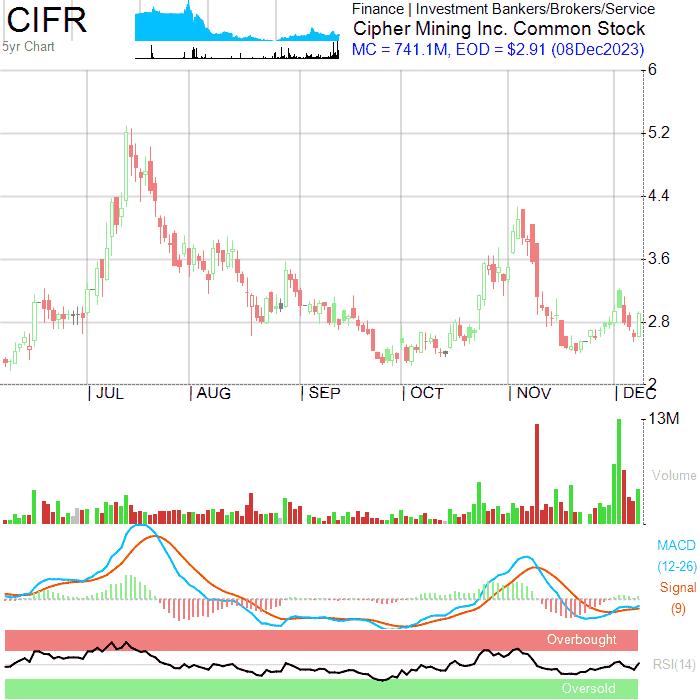 CIFR
5yr Chart
Finance | Investment Bankers/Brokers/Service
Cipher Mining Inc. Common Stock
MC = 741.1M, EOD = $2.91 (08Dec2023)
6
5.2
4.4
3.6
2.8
2
JUL AUG SEP OCT NOV DEC
13M
Volume
MACD
(12-26)
Signal
(9)
Overbought
RSI(14)
Oversold